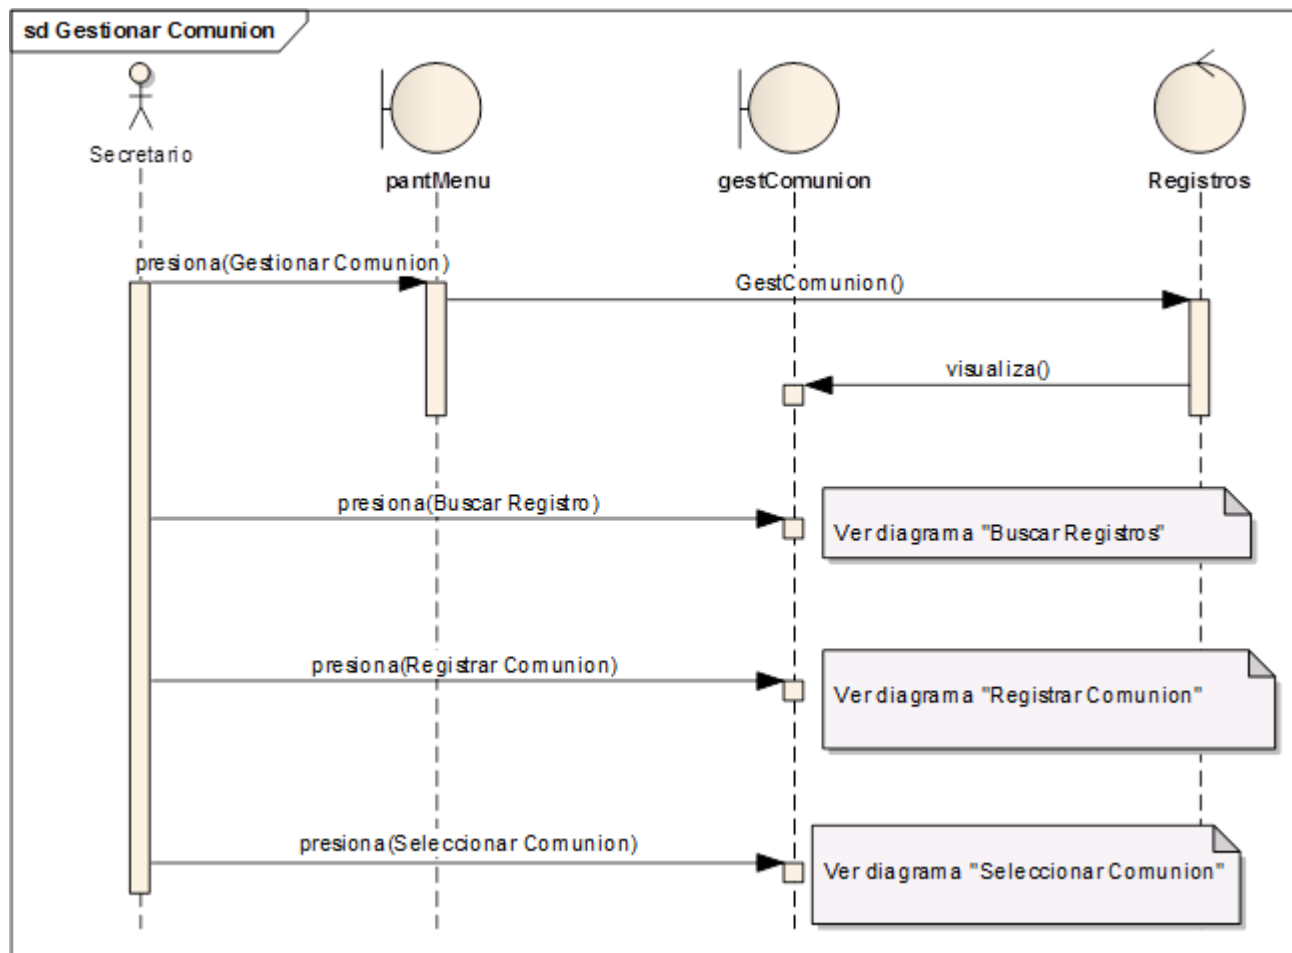 sd Gestionar Comunion
Secretario
pantMenu
gestComunion
Registros
presiona(Gestionar Comunion)
GestComunion()
visualiza()
presiona(Buscar Registro)
Ver diagrama "Buscar Registros"
presiona(Registrar Comunion)
Ver diagrama "Registrar Comunion"
presiona(Seleccionar Comunion)
Ver diagrama "Seleccionar Comunion"